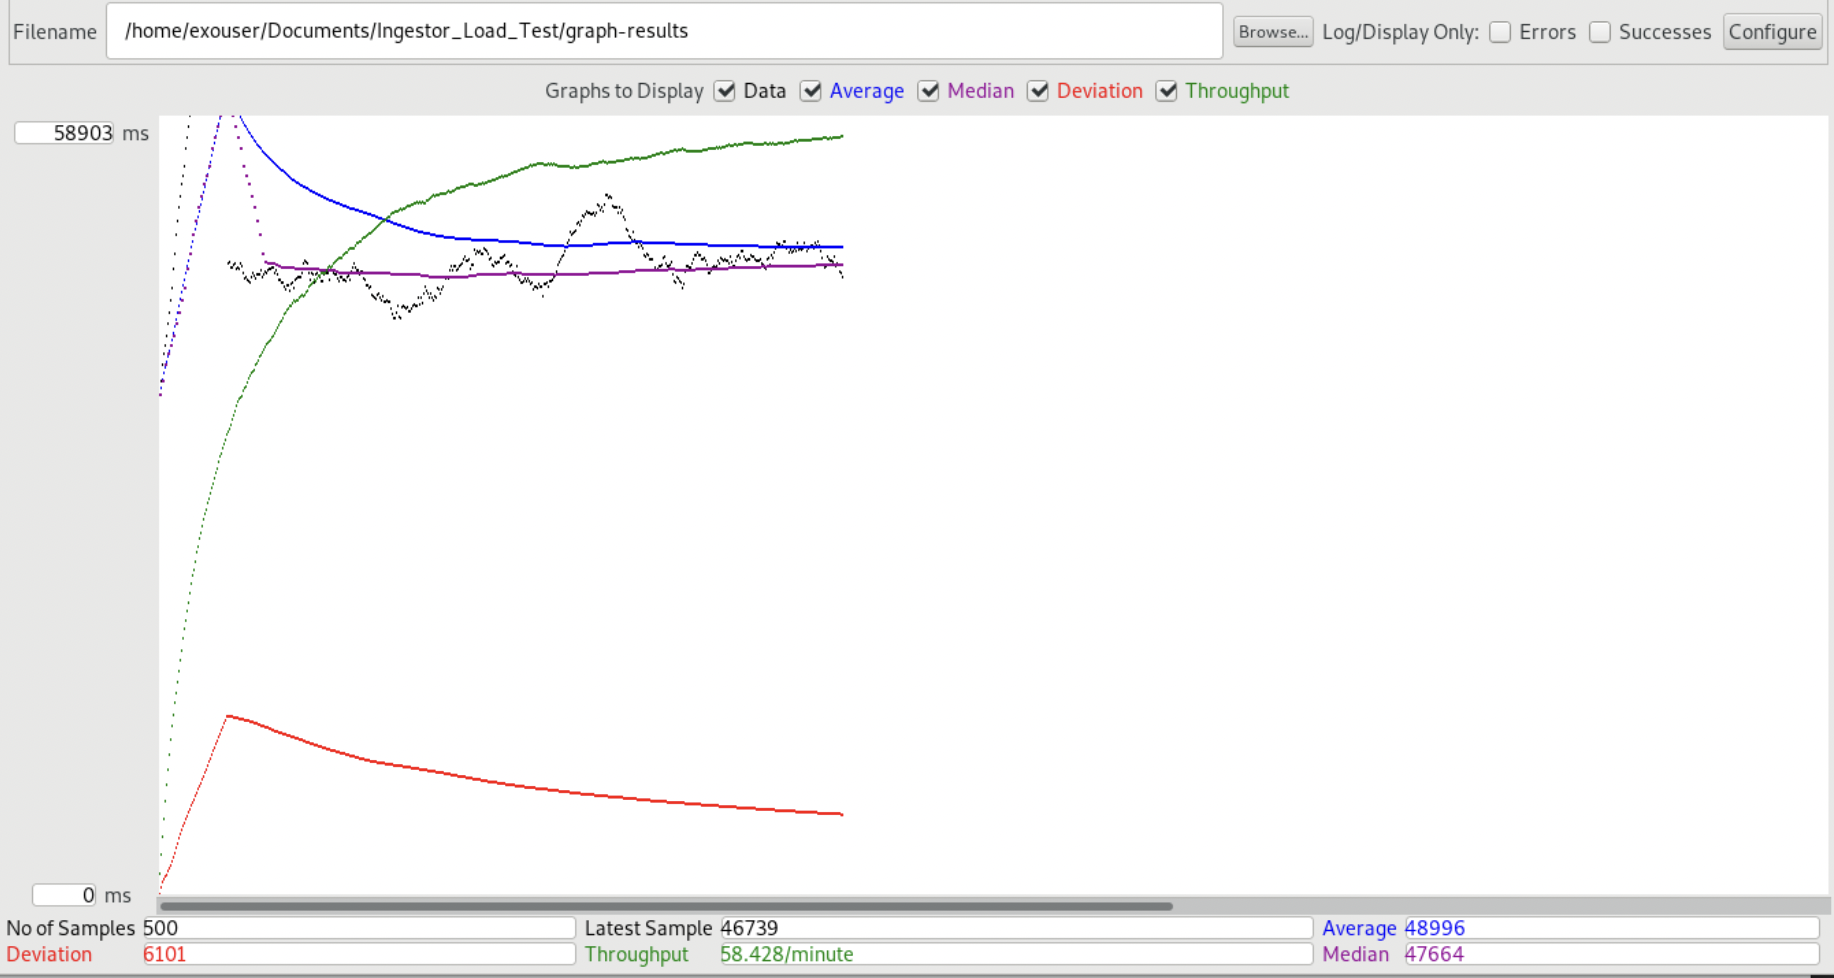 Filename /home/exouser/Documents/Ingestor_Load_Test/graph-results Browse... Log/Display Only: Errors Successes Configure
Graphs to Display Data Average Median Deviation Throughput
58903 ms
0 ms
No of Samples 500 Latest Sample 46739 Average 48996
Deviation 6101 Throughput 58.428/minute Median 47664